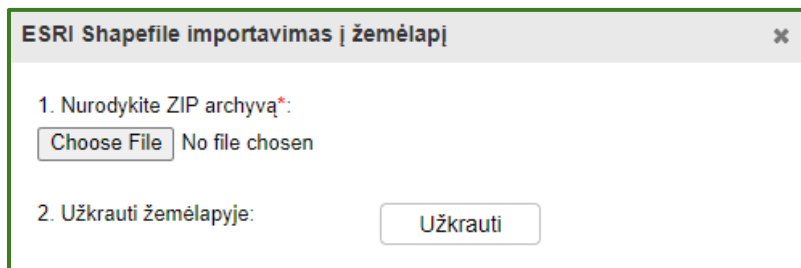 ESRI Shapefile importavimas į žemėlapį
1. Nurodykite ZIP archyvą*:
Choose File No file chosen
2. Užkrauti žemėlapyje: Užkrauti